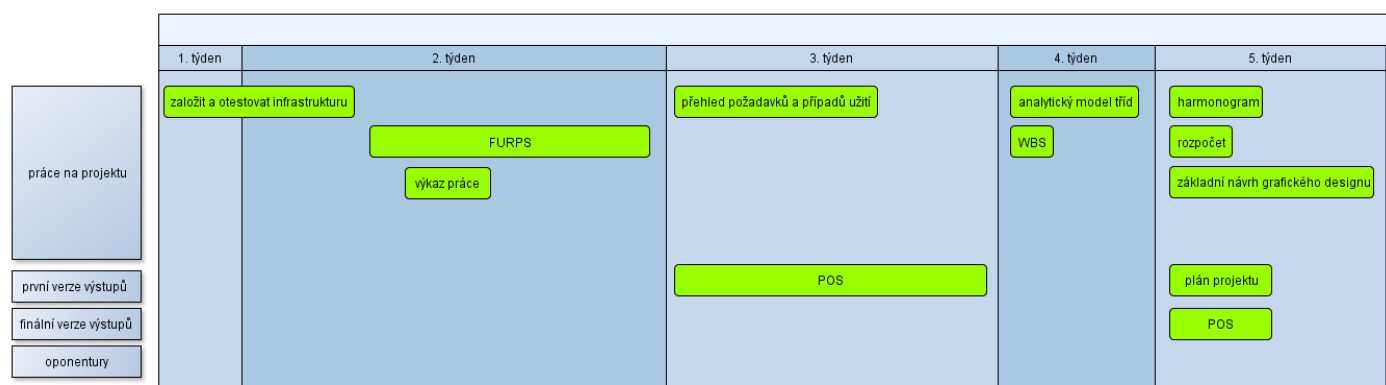 1. týden
2. týden
3. týden
4. týden
5. týden
práce na projektu
založit a otestovat infrastrukturu
přehled požadavků a případů užití
analytický model tříd
harmonogram
FURPS
WBS
rozpočet
výkaz práce
základní návrh grafického designu
první verze výstupů
POS
plán projektu
finální verze výstupů
POS
oponentury